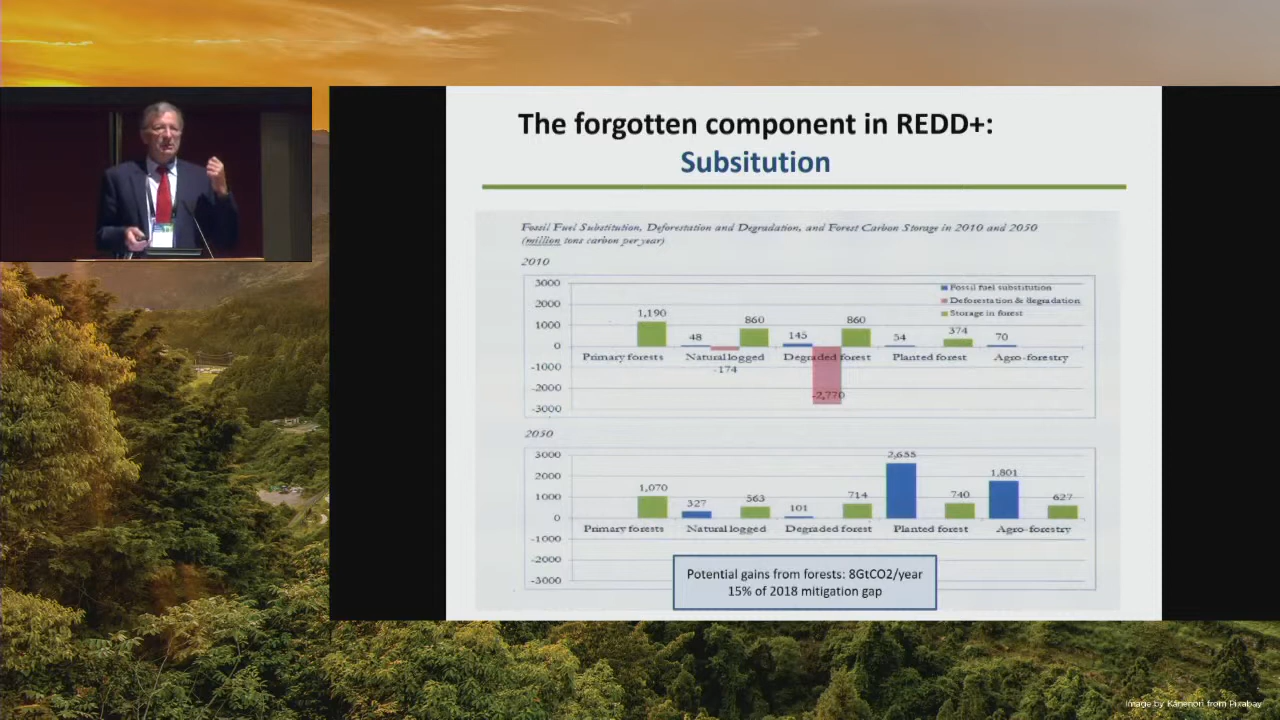 The forgotten component in REDD+:
Subsitution
Fossil Fuel Substitution, Deforestation and Degradation, and Forest Carbon Storage in 2010 and 2050
(million tons carbon per year)
2010
3000
2000
1000
0
-1000
-2000
-3000
Fossil fuel substitution
Deforestation & degradation
Storage in forest
1,190
48
860
145
860
54
374
70
Primary forests
Natural logged
Degraded forest
Planted forest
Agro-forestry
-174
-2,770
2050
3000
2000
1000
0
-1000
-2000
-3000
1,070
327
563
101
714
2,655
740
1,801
627
Primary forests
Natural logged
Degraded forest
Planted forest
Agro-forestry
Potential gains from forests: 8GtCO2/year
15% of 2018 mitigation gap
Image by Kanenori from Pixabay